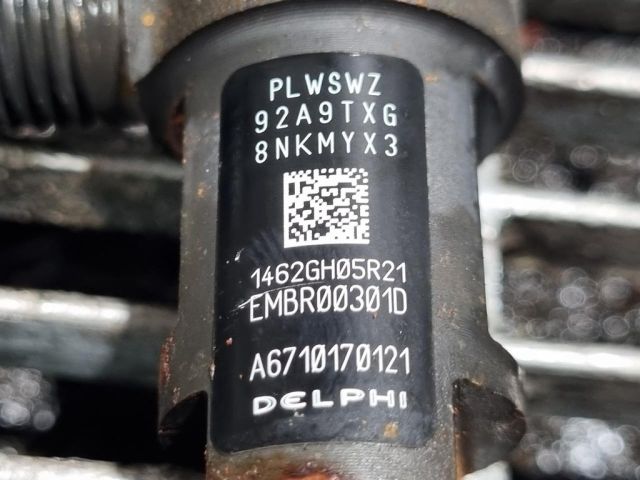 PLWSWZ
92A9TXG
8NKMYX3
1462GH05R21
EMBR00301D
A6710170121
DELPHI